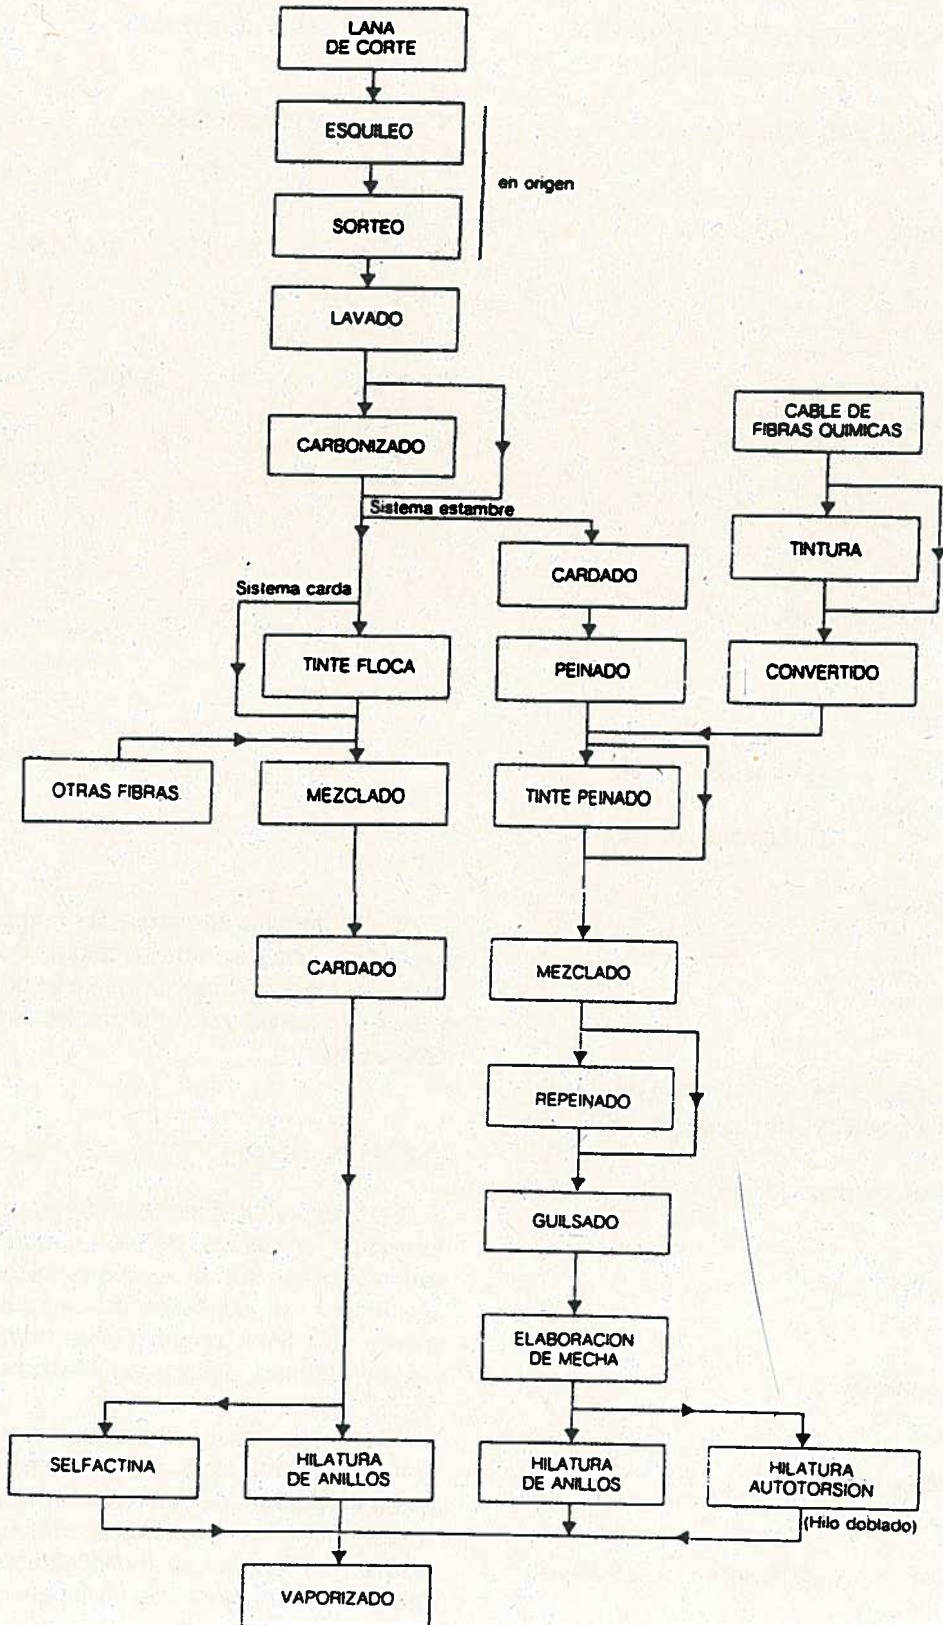 LANA
DE CORTE
ESQUILEO
en origen
SORTEO
LAVADO
CARBONIZADO
CABLE DE
FIBRAS QUIMICAS
Sistema estambre
TINTURA
CARDADO
Sistema carda
TINTE FLOCA
PEINADO
CONVERTIDO
OTRAS FIBRAS
MEZCLADO
TINTE PEINADO
CARDADO
MEZCLADO
REPEINADO
GUILSADO
ELABORACION
DE MECHA
SELFACTINA
HILATURA
DE ANILLOS
HILATURA
DE ANILLOS
HILATURA
AUTOTORSION
(Hilo doblado)
VAPORIZADO